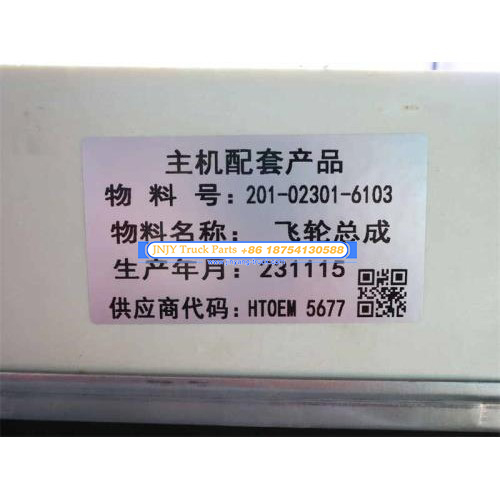 主机配套产品
物 料 号：201-02301-6103
物料名称： 飞轮总成
JNJY Truck Parts +86 18754130588
生产年月：231115
供应商代码：HTOEM 5677